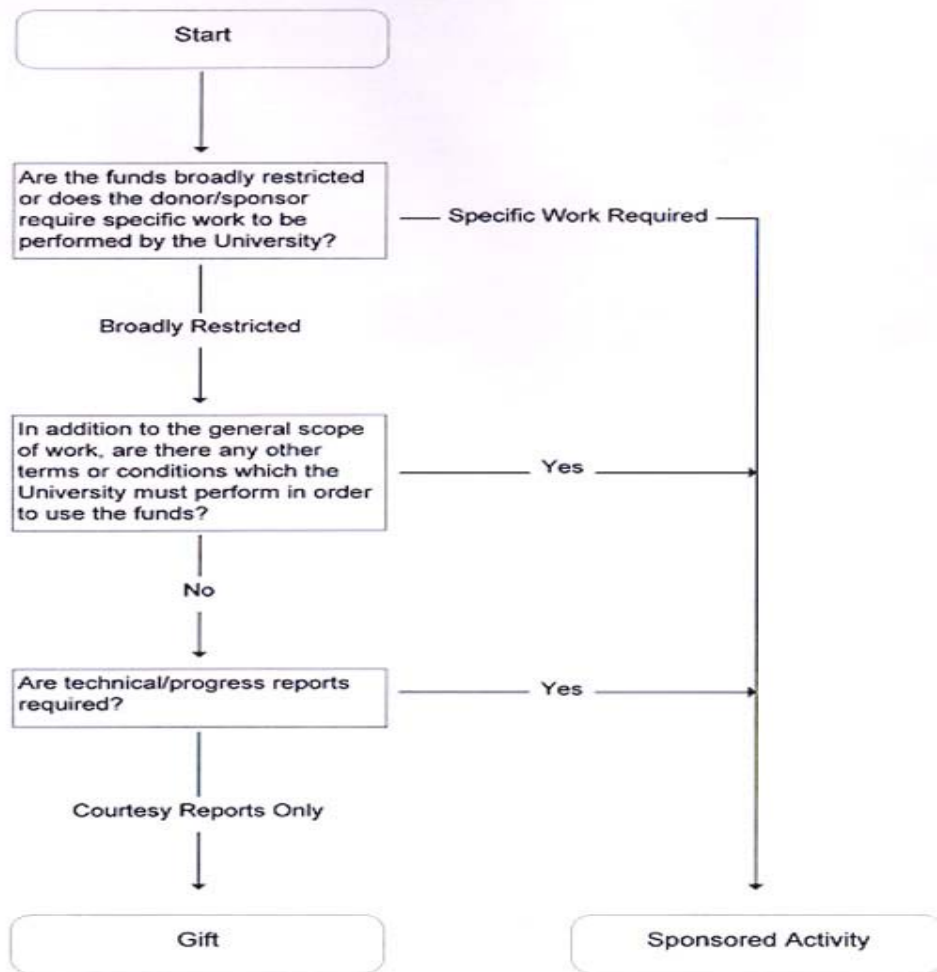 Start
Are the funds broadly restricted
or does the donor/sponsor
require specific work to be
performed by the University?
Specific Work Required
Broadly Restricted
In addition to the general scope
of work, are there any other
terms or conditions which the
University must perform in order
to use the funds?
Yes
No
Are technical/progress reports
required?
Yes
Courtesy Reports Only
Gift
Sponsored Activity